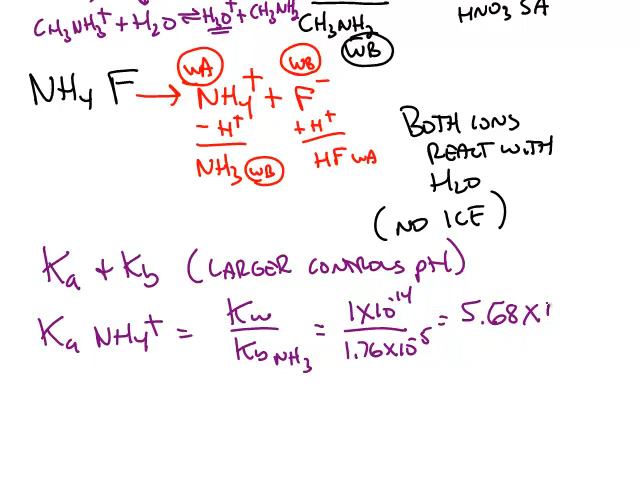 CH3NH3+ + H2O ⇌ H3O+ + CH3NH2
CH3NH2
WB
HNO3 SA
WA
WB
NH4 F → NH4+ + F-
- H+
+ H+
NH3 WB
HF WA
BOTH IONS
REACT WITH
H2O
(NO ICE)
Ka + Kb (LARGER CONTROLS pH)
Ka NH4+ = Kw / Kb NH3 = 1X10-14 / 1.76X10-5 = 5.68X1